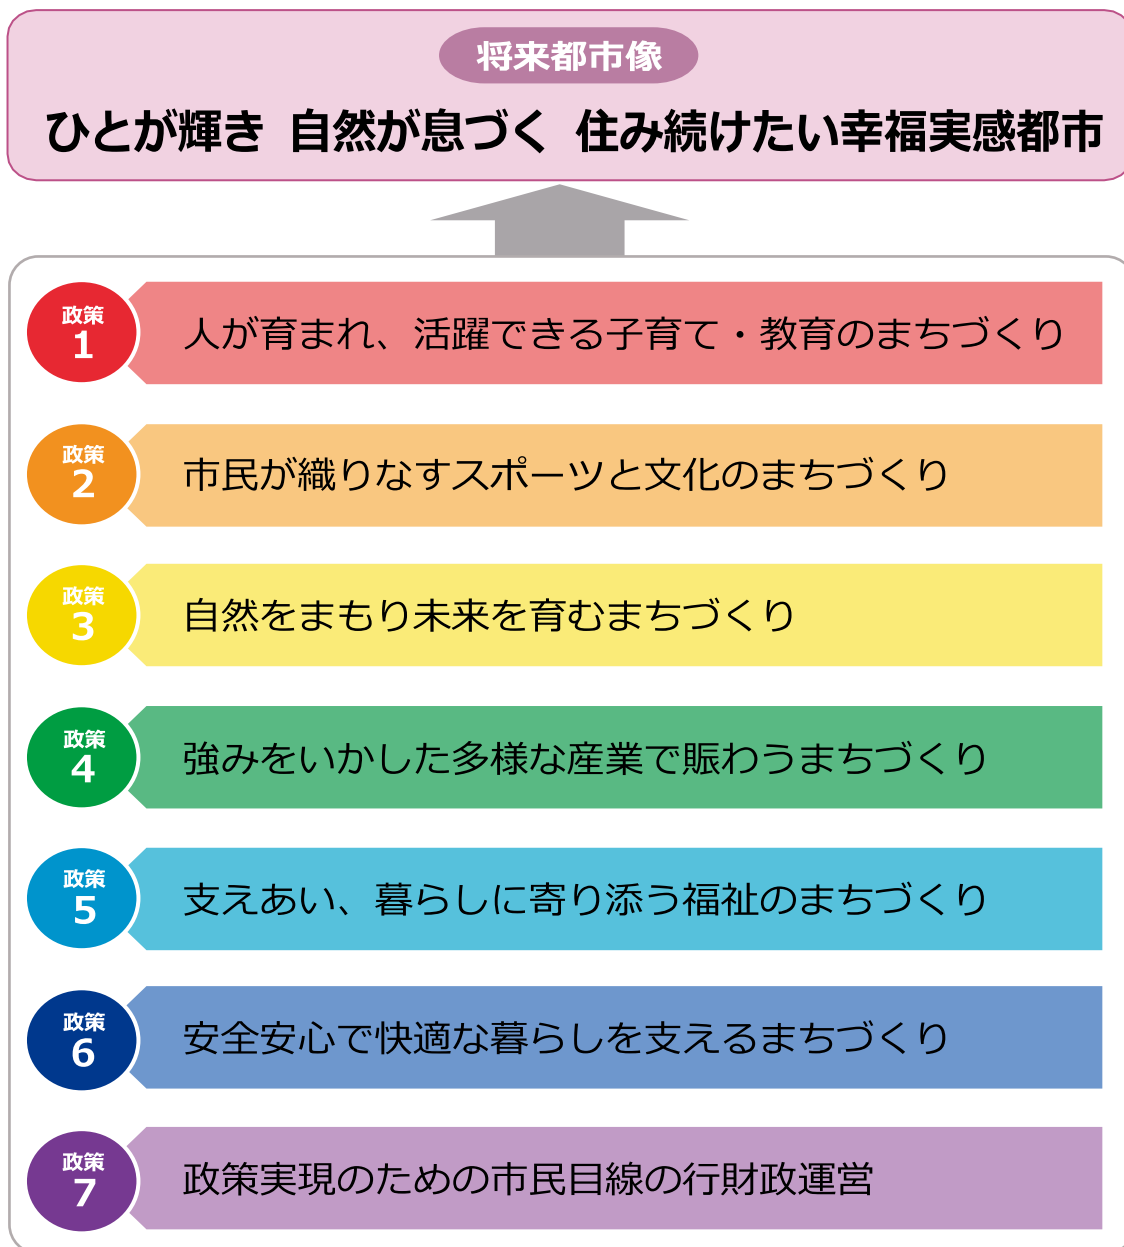 将来都市像
ひとが輝き 自然が息づく 住み続けたい幸福実感都市
政策
1
人が育まれ、活躍できる子育て・教育のまちづくり
政策
2
市民が織りなすスポーツと文化のまちづくり
政策
3
自然をまもり未来を育むまちづくり
政策
4
強みをいかした多様な産業で賑わうまちづくり
政策
5
支えあい、暮らしに寄り添う福祉のまちづくり
政策
6
安全安心で快適な暮らしを支えるまちづくり
政策
7
政策実現のための市民目線の行財政運営